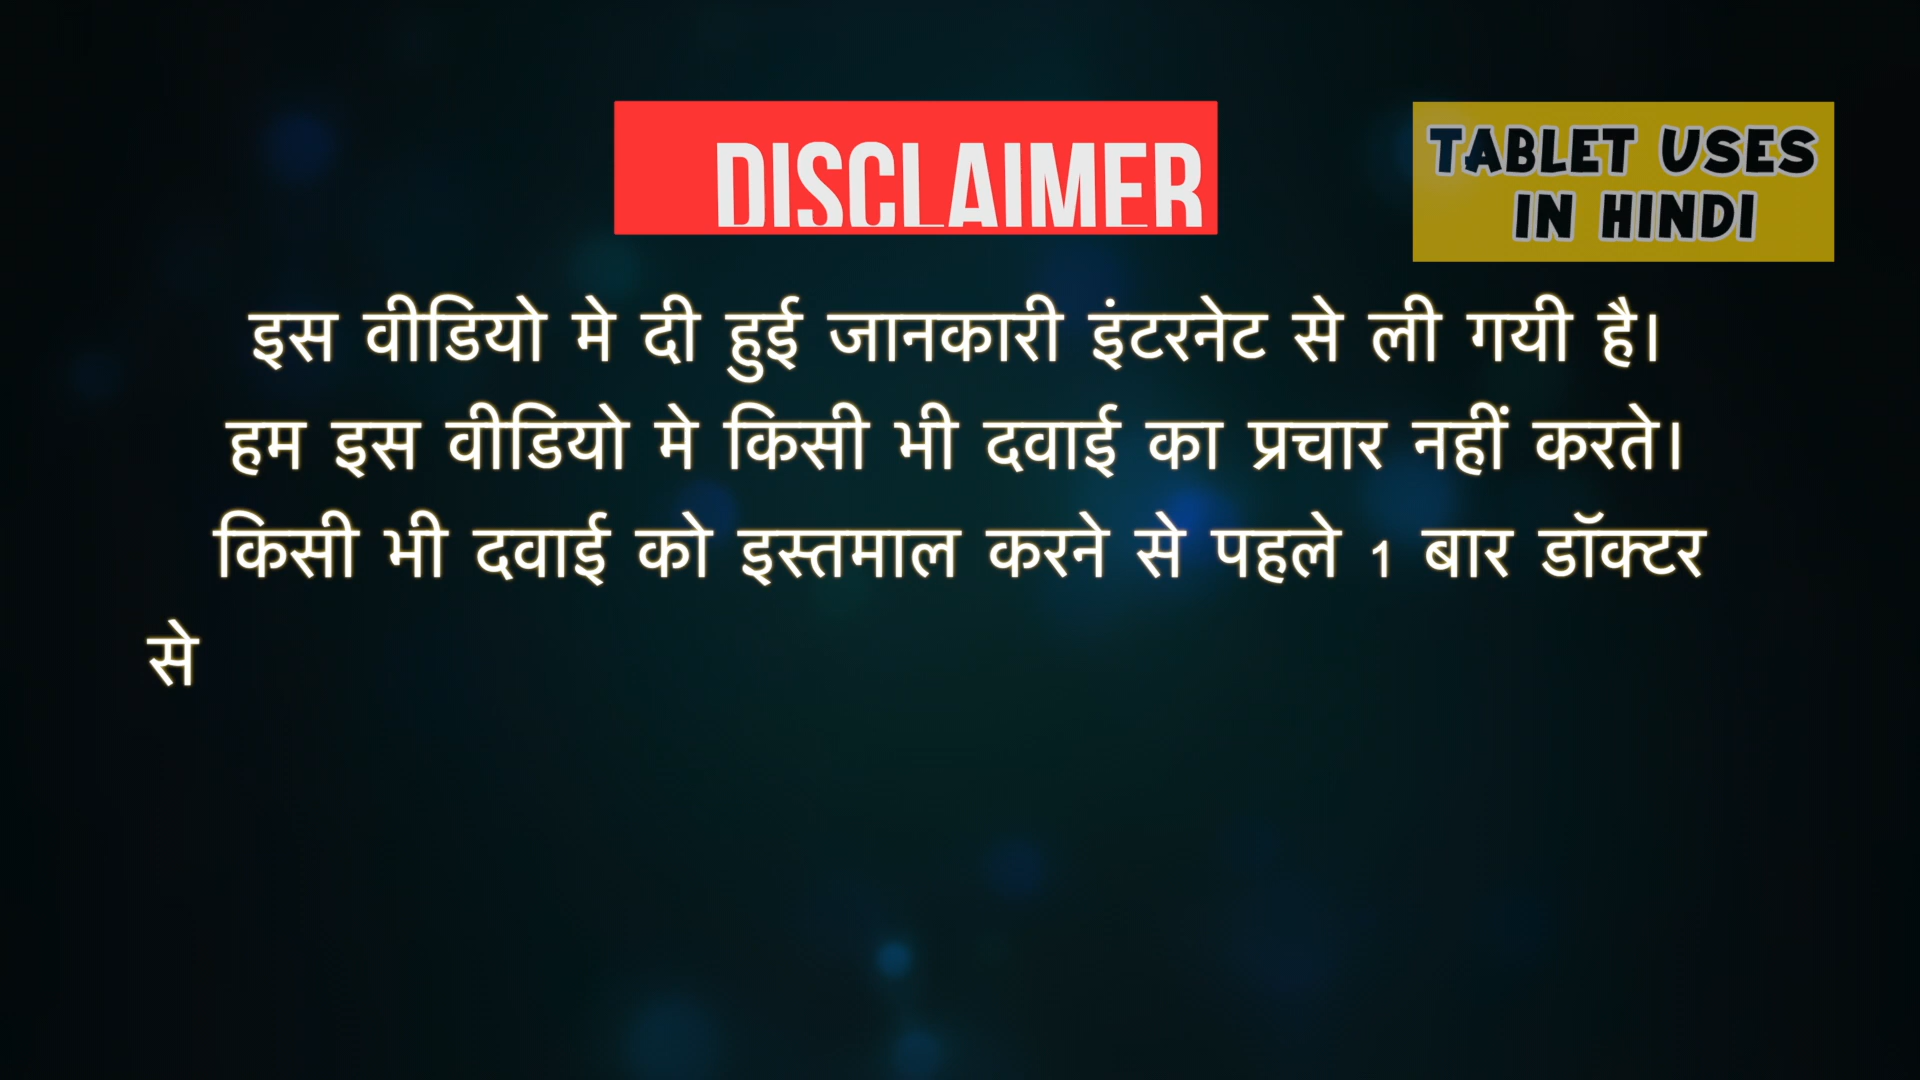 DISCLAIMER
TABLET USES
IN HINDI
इस वीडियो मे दी हुई जानकारी इंटरनेट से ली गयी है।
हम इस वीडियो मे किसी भी दवाई का प्रचार नहीं करते।
किसी भी दवाई को इस्तमाल करने से पहले 1 बार डॉक्टर
से